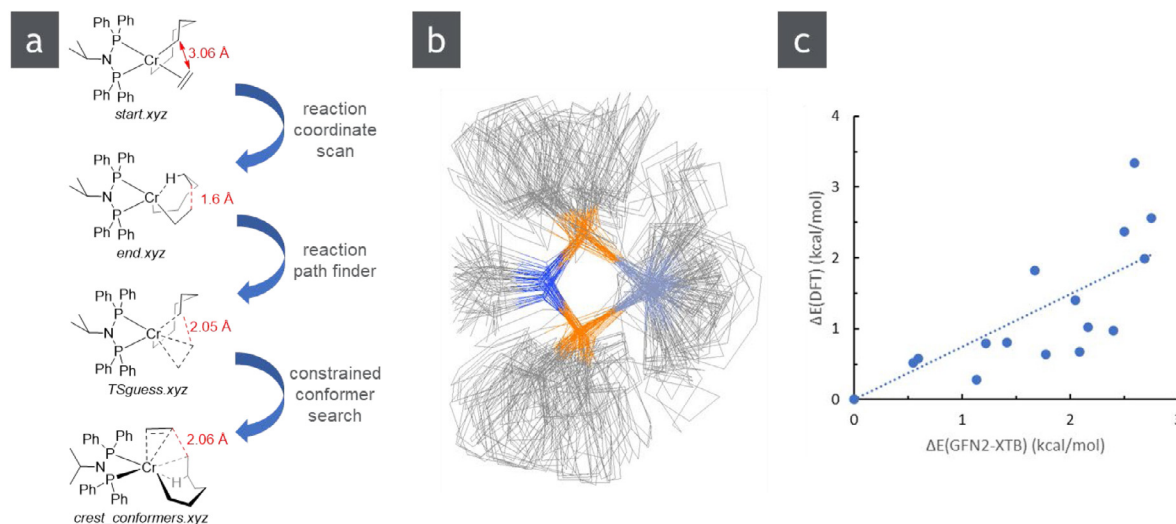 a
Ph Ph
P
N Cr 3.06 Å
P
Ph Ph
start.xyz
reaction
coordinate
scan
Ph Ph
P H
N Cr 1.6 Å
P
Ph Ph
end.xyz
reaction
path finder
Ph Ph
P
N Cr 2.05 Å
P
Ph Ph
TSguess.xyz
constrained
conformer
search
Ph Ph 2.06 Å
P
N Cr
P H
Ph Ph
crest_conformers.xyz
b
c
ΔE(DFT) (kcal/mol)
4
3
2
1
0
0 1 2 3
ΔE(GFN2-XTB) (kcal/mol)